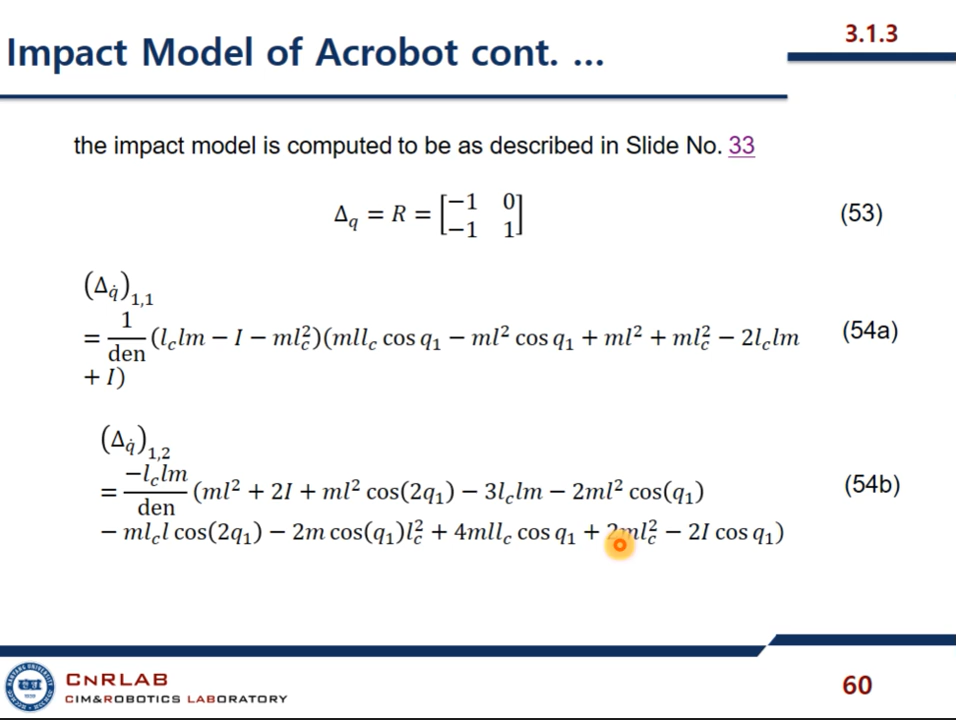 3.1.3
Impact Model of Acrobot cont. ...
the impact model is computed to be as described in Slide No. 33
Δ_q = R = [−1 0; −1 1] (53)
(Δ_q̇)_1,1
= 1/den (l_c lm − I − ml_c²)(mll_c cos q₁ − ml² cos q₁ + ml² + ml_c² − 2l_c lm (54a)
+ I)
(Δ_q̇)_1,2
= −l_c lm/den (ml² + 2I + ml² cos(2q₁) − 3l_c lm − 2ml² cos(q₁) (54b)
− ml_c l cos(2q₁) − 2m cos(q₁)l_c² + 4mll_c cos q₁ + 2ml_c² − 2I cos q₁)
CNRLAB
CIM&ROBOTICS LABORATORY
60